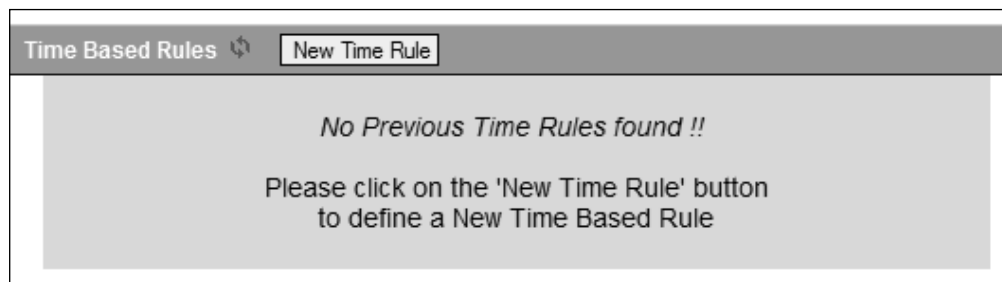 Time Based Rules New Time Rule
No Previous Time Rules found !!
Please click on the 'New Time Rule' button
to define a New Time Based Rule